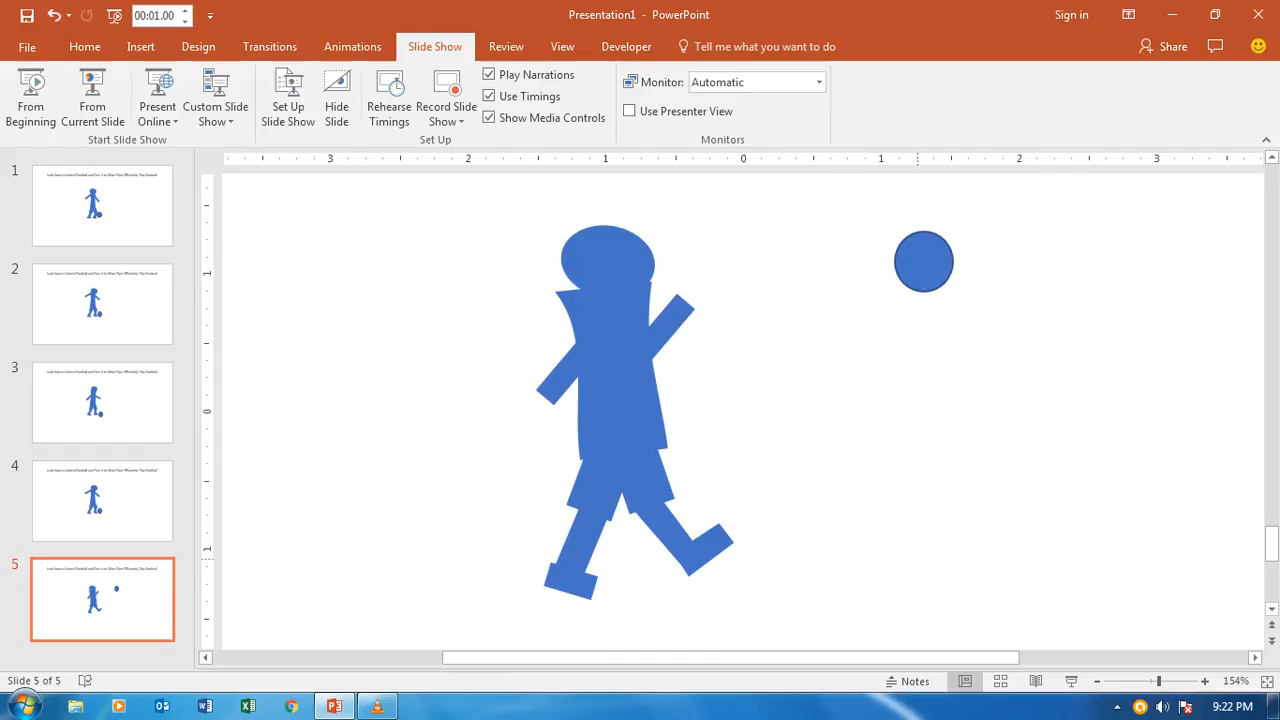 00:01.00
Presentation1 - PowerPoint
Sign in
File
Home
Insert
Design
Transitions
Animations
Slide Show
Review
View
Developer
Tell me what you want to do
Share
From Beginning
From Current Slide
Present Online
Custom Slide Show
Set Up Slide Show
Hide Slide
Rehearse Timings
Record Slide Show
Play Narrations
Use Timings
Show Media Controls
Monitor: Automatic
Use Presenter View
Start Slide Show
Set Up
Monitors
3 2 1 0 1 2 3
1
0
1
1
2
3
4
5
Slide 5 of 5
Notes
154%
9:22 PM